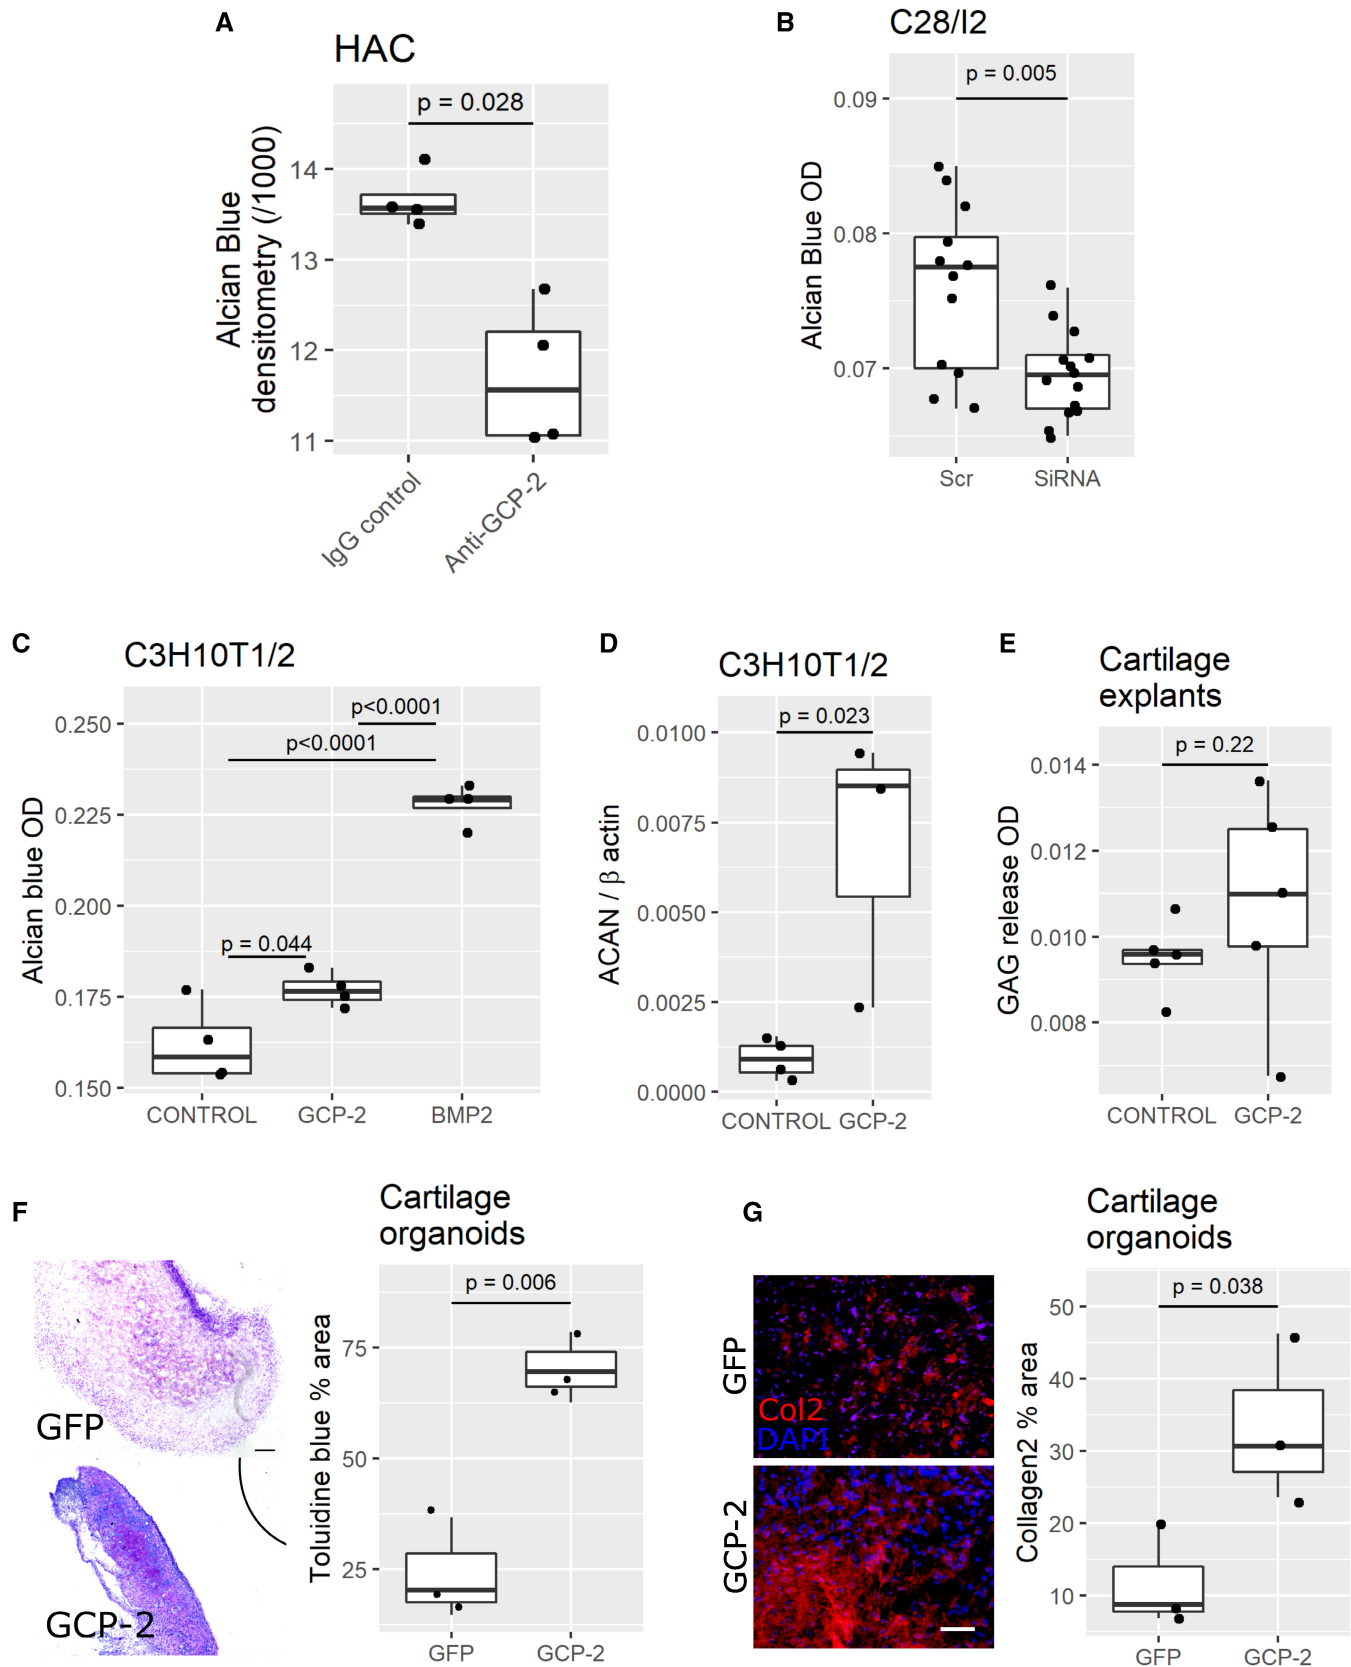 A
HAC
p = 0.028
Alcian Blue
densitometry (/1000)
14
13
12
11
IgG control
Anti-GCP-2
B
C28/I2
p = 0.005
Alcian Blue OD
0.09
0.08
0.07
Scr
SiRNA
C
C3H10T1/2
p<0.0001
p<0.0001
p = 0.044
Alcian blue OD
0.250
0.225
0.200
0.175
0.150
CONTROL
GCP-2
BMP2
D
C3H10T1/2
p = 0.023
ACAN / β actin
0.0100
0.0075
0.0050
0.0025
0.0000
CONTROL
GCP-2
E
Cartilage
explants
p = 0.22
GAG release OD
0.014
0.012
0.010
0.008
CONTROL
GCP-2
F
GFP
GCP-2
Cartilage
organoids
p = 0.006
Toluidine blue % area
75
50
25
GFP
GCP-2
G
GFP
Col2
DAPI
GCP-2
Cartilage
organoids
p = 0.038
Collagen2 % area
50
40
30
20
10
GFP
GCP-2